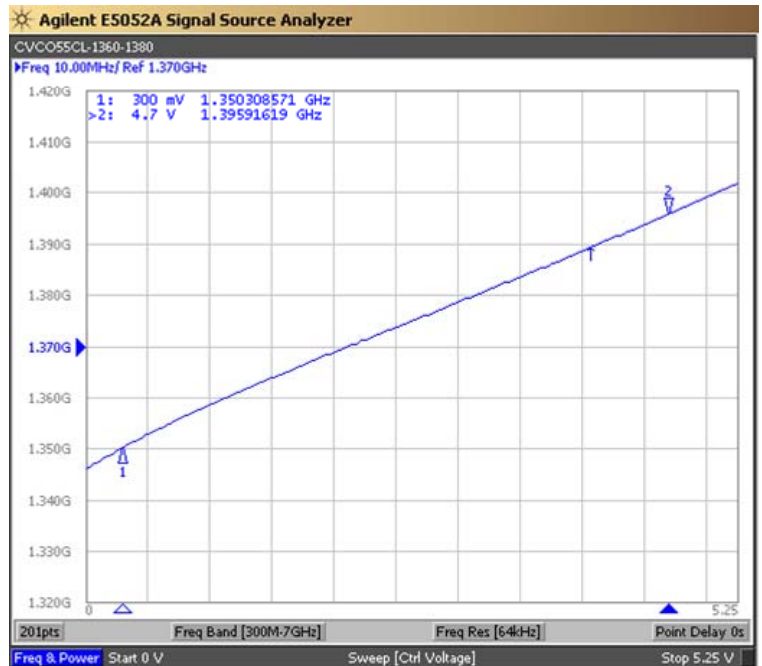 Agilent E5052A Signal Source Analyzer
CVCO55CL-1360-1380
▶Freq 10.00MHz/ Ref 1.370GHz
1.420G
1: 300 mV 1.350308571 GHz
>2: 4.7 V 1.39591619 GHz
1.410G
1.400G
2
1.390G
1.380G
1.370G
1.360G
1.350G
1
1.340G
1.330G
1.320G
0 5.25
201pts Freq Band [300M-7GHz] Freq Res [64kHz] Point Delay 0s
Freq & Power Start 0 V Sweep [Ctrl Voltage] Stop 5.25 V